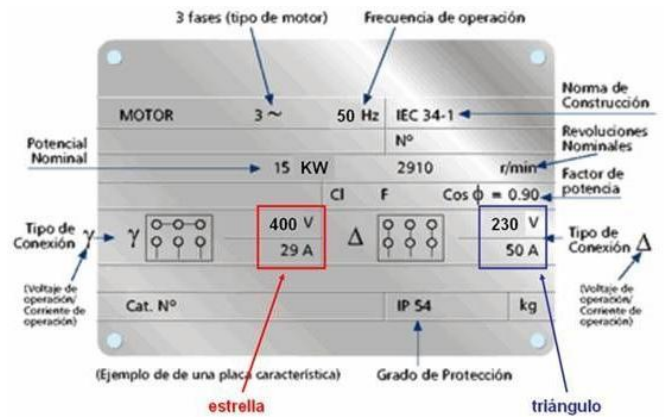 3 fases (tipo de motor)
Frecuencia de operación
Norma de
Construcción
MOTOR 3 ~ 50 Hz IEC 34-1
Nº
Revoluciones
Nominales
Potencial
Nominal
15 KW 2910 r/min
Factor de
potencia
Cl F Cos ϕ = 0.90
Tipo de
Conexión γ
γ 400 V Δ 230 V
29 A 50 A
Tipo de
Conexión Δ
(Voltaje de
operación/
Corriente de
operación)
(Voltaje de
operación/
Corriente de
operación)
Cat. Nº IP 54 kg
(Ejemplo de de una placa característica)
Grado de Protección
estrella
triángulo